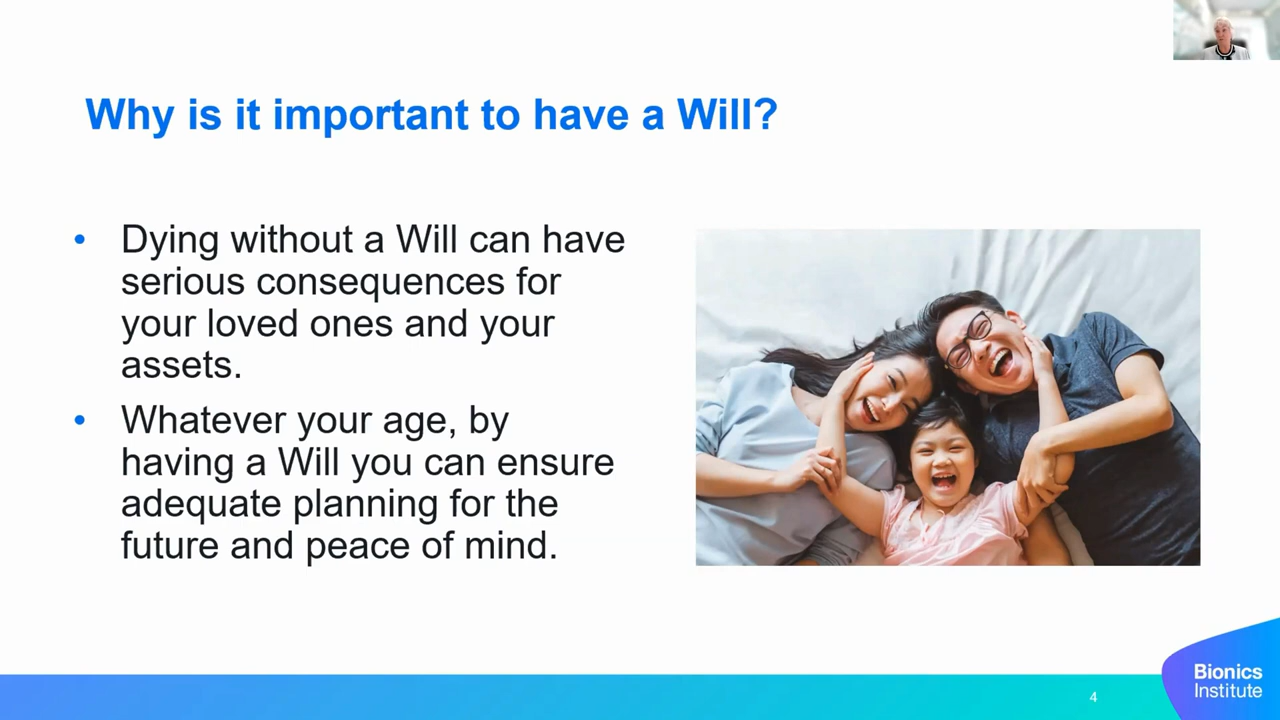 Why is it important to have a Will?
• Dying without a Will can have
serious consequences for
your loved ones and your
assets.
• Whatever your age, by
having a Will you can ensure
adequate planning for the
future and peace of mind.
4
Bionics
Institute